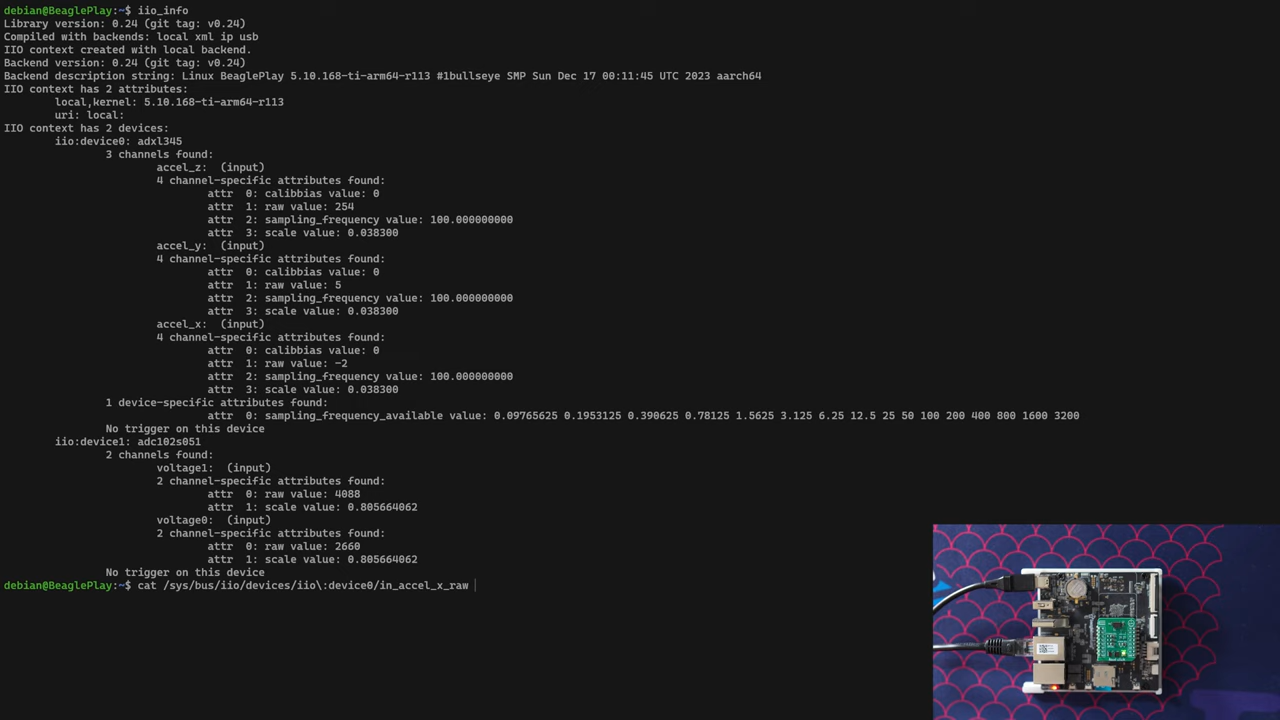 debian@BeaglePlay:~$ iio_info
Library version: 0.24 (git tag: v0.24)
Compiled with backends: local xml ip usb
IIO context created with local backend.
Backend version: 0.24 (git tag: v0.24)
Backend description string: Linux BeaglePlay 5.10.168-ti-arm64-r113 #1bullseye SMP Sun Dec 17 00:11:45 UTC 2023 aarch64
IIO context has 2 attributes:
local,kernel: 5.10.168-ti-arm64-r113
uri: local:
IIO context has 2 devices:
iio:device0: adxl345
3 channels found:
accel_z:  (input)
4 channel-specific attributes found:
attr  0: calibbias value: 0
attr  1: raw value: 254
attr  2: sampling_frequency value: 100.000000000
attr  3: scale value: 0.038300
accel_y:  (input)
4 channel-specific attributes found:
attr  0: calibbias value: 0
attr  1: raw value: 5
attr  2: sampling_frequency value: 100.000000000
attr  3: scale value: 0.038300
accel_x:  (input)
4 channel-specific attributes found:
attr  0: calibbias value: 0
attr  1: raw value: -2
attr  2: sampling_frequency value: 100.000000000
attr  3: scale value: 0.038300
1 device-specific attributes found:
attr  0: sampling_frequency_available value: 0.09765625 0.1953125 0.390625 0.78125 1.5625 3.125 6.25 12.5 25 50 100 200 400 800 1600 3200
No trigger on this device
iio:device1: adc102s051
2 channels found:
voltage1:  (input)
2 channel-specific attributes found:
attr  0: raw value: 4088
attr  1: scale value: 0.805664062
voltage0:  (input)
2 channel-specific attributes found:
attr  0: raw value: 2660
attr  1: scale value: 0.805664062
No trigger on this device
debian@BeaglePlay:~$ cat /sys/bus/iio/devices/iio\:device0/in_accel_x_raw